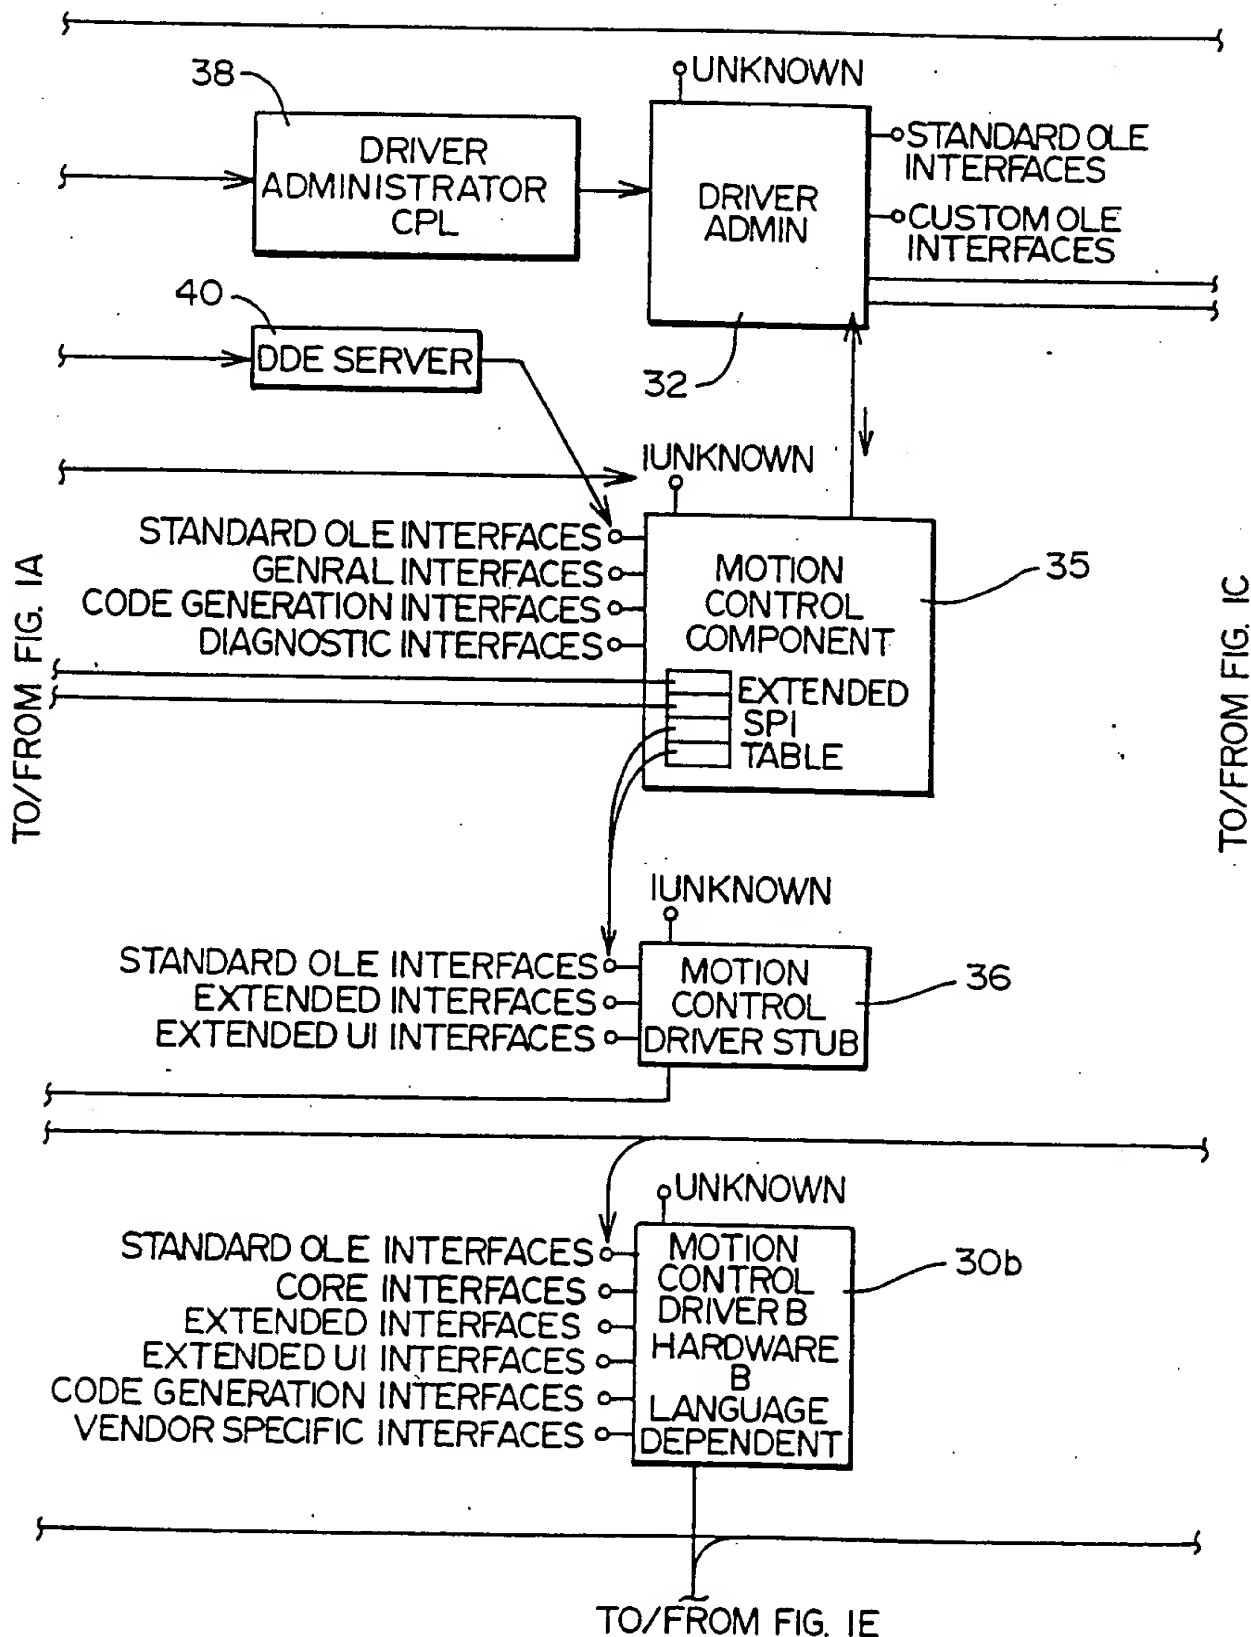 38
DRIVER
ADMINISTRATOR
CPL
UNKNOWN
DRIVER
ADMIN
STANDARD OLE
INTERFACES
CUSTOM OLE
INTERFACES
32
40
DDE SERVER
IUNKNOWN
STANDARD OLE INTERFACES
GENRAL INTERFACES
CODE GENERATION INTERFACES
DIAGNOSTIC INTERFACES
MOTION
CONTROL
COMPONENT
EXTENDED
SPI
TABLE
35
TO/FROM FIG. 1A
TO/FROM FIG. 1C
IUNKNOWN
STANDARD OLE INTERFACES
EXTENDED INTERFACES
EXTENDED UI INTERFACES
MOTION
CONTROL
DRIVER STUB
36
UNKNOWN
STANDARD OLE INTERFACES
CORE INTERFACES
EXTENDED INTERFACES
EXTENDED UI INTERFACES
CODE GENERATION INTERFACES
VENDOR SPECIFIC INTERFACES
MOTION
CONTROL
DRIVER B
HARDWARE
B
LANGUAGE
DEPENDENT
30b
TO/FROM FIG. 1E